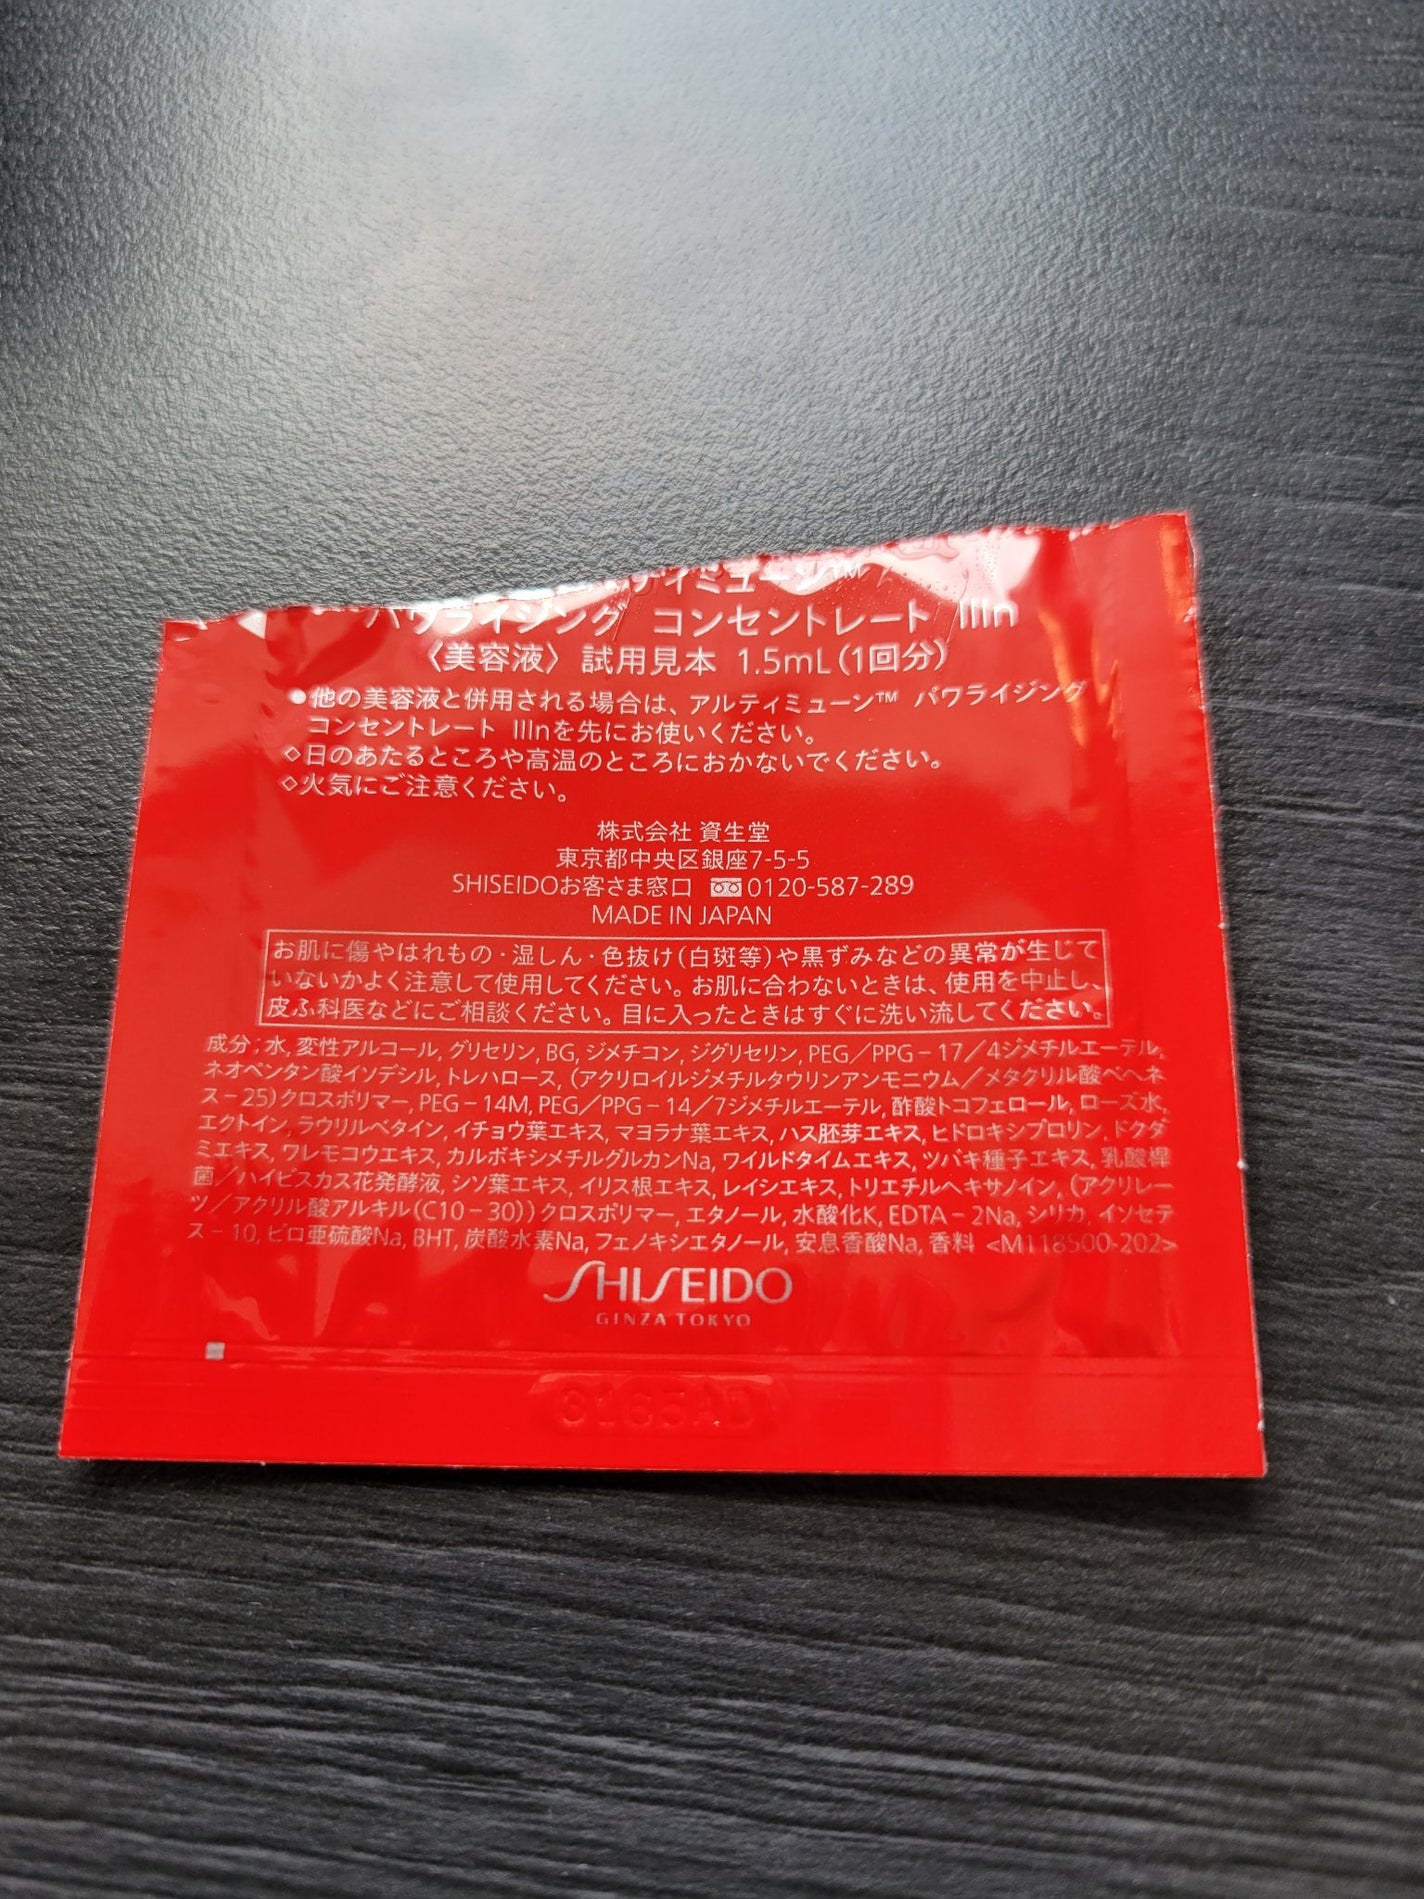 ティミューン™
パワライジング コンセントレート IIIn
〈美容液〉 試用見本 1.5mL(1回分)
●他の美容液と併用される場合は、アルティミューン™ パワライジング
コンセントレート IIInを先にお使いください。
◇日のあたるところや高温のところにおかないでください。
◇火気にご注意ください。
株式会社 資生堂
東京都中央区銀座7-5-5
SHISEIDOお客さま窓口 0120-587-289
MADE IN JAPAN
お肌に傷やはれもの・湿しん・色抜け(白斑等)や黒ずみなどの異常が生じて
いないかよく注意して使用してください。お肌に合わないときは、使用を中止し、
皮ふ科医などにご相談ください。目に入ったときはすぐに洗い流してください。
成分;水, 変性アルコール, グリセリン, BG, ジメチコン, ジグリセリン, PEG/PPG-17/4ジメチルエーテル,
ネオペンタン酸イソデシル, トレハロース, (アクリロイルジメチルタウリンアンモニウム/メタクリル酸ベヘネ
ス-25)クロスポリマー, PEG-14M, PEG/PPG-14/7ジメチルエーテル, 酢酸トコフェロール, ローズ水,
エクトイン, ラウリルベタイン, イチョウ葉エキス, マヨラナ葉エキス, ハス胚芽エキス, ヒドロキシプロリン, ドクダ
ミエキス, ワレモコウエキス, カルボキシメチルグルカンNa, ワイルドタイムエキス, ツバキ種子エキス, 乳酸桿
菌/ハイビスカス花発酵液, シソ葉エキス, イリス根エキス, レイシエキス, トリエチルヘキサノイン, (アクリレー
ツ/アクリル酸アルキル(C10-30))クロスポリマー, エタノール, 水酸化K, EDTA-2Na, シリカ, イソセテ
ス-10, ピロ亜硫酸Na, BHT, 炭酸水素Na, フェノキシエタノール, 安息香酸Na, 香料 <M118500-202>
SHISEIDO
GINZA TOKYO